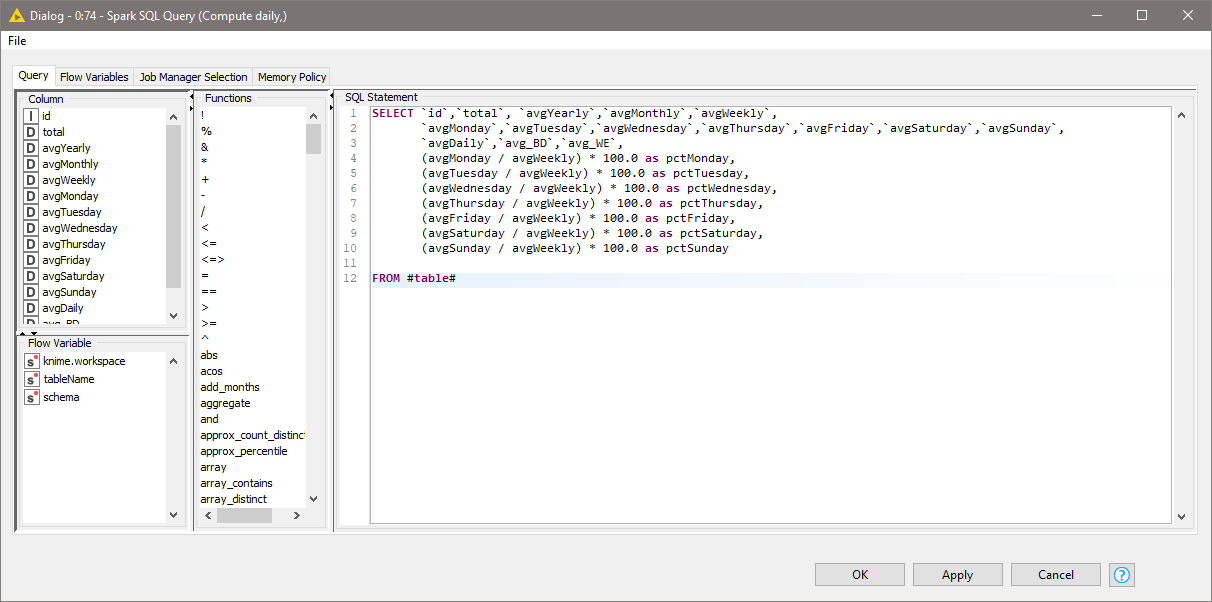 Dialog - 0:74 - Spark SQL Query (Compute daily,)
File
Query Flow Variables Job Manager Selection Memory Policy
Column
I id
D total
D avgYearly
D avgMonthly
D avgWeekly
D avgMonday
D avgTuesday
D avgWednesday
D avgThursday
D avgFriday
D avgSaturday
D avgSunday
D avgDaily
D avg_BD
Flow Variable
s knime.workspace
s tableName
s schema
Functions
!
%
&
*
+
-
/
<
<=
<=>
=
==
>
>=
^
abs
acos
add_months
aggregate
and
approx_count_distinct
approx_percentile
array
array_contains
array_distinct
SQL Statement
1 SELECT `id`,`total`, `avgYearly`,`avgMonthly`,`avgWeekly`,
2 `avgMonday`,`avgTuesday`,`avgWednesday`,`avgThursday`,`avgFriday`,`avgSaturday`,`avgSunday`,
3 `avgDaily`,`avg_BD`,`avg_WE`,
4 (avgMonday / avgWeekly) * 100.0 as pctMonday,
5 (avgTuesday / avgWeekly) * 100.0 as pctTuesday,
6 (avgWednesday / avgWeekly) * 100.0 as pctWednesday,
7 (avgThursday / avgWeekly) * 100.0 as pctThursday,
8 (avgFriday / avgWeekly) * 100.0 as pctFriday,
9 (avgSaturday / avgWeekly) * 100.0 as pctSaturday,
10 (avgSunday / avgWeekly) * 100.0 as pctSunday
11
12 FROM #table#
OK Apply Cancel ?